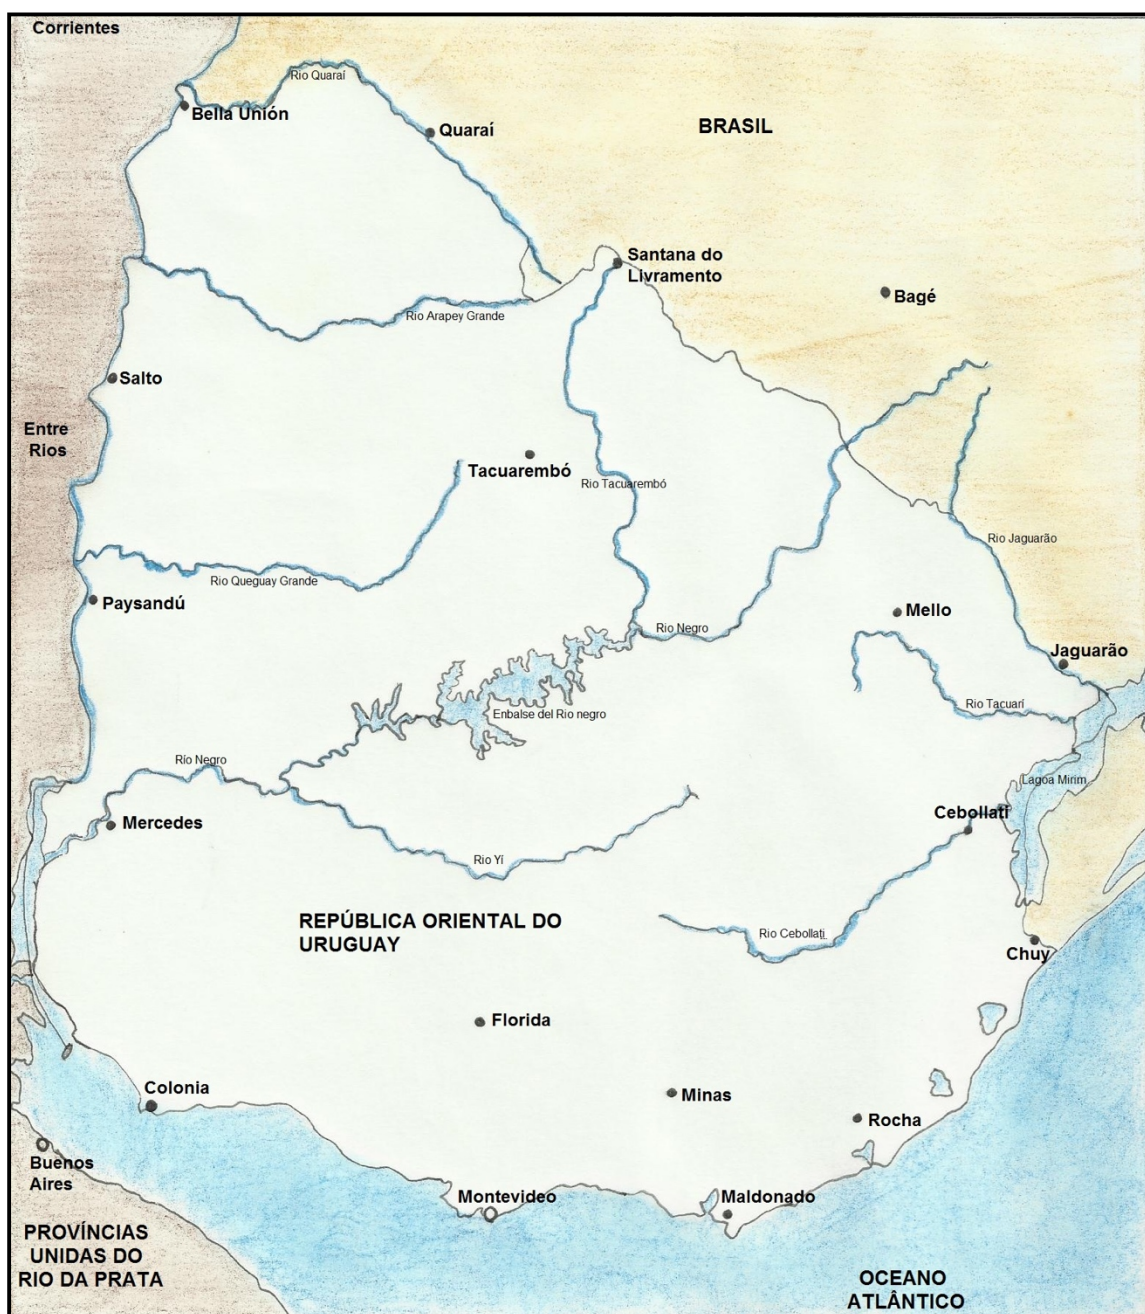 Corrientes
Rio Quaraí
Bella Unión
Quaraí
BRASIL
Santana do
Livramento
Bagé
Rio Arapey Grande
Salto
Entre
Rios
Tacuarembó
Rio Tacuarembó
Rio Jaguarão
Rio Queguay Grande
Paysandú
Mello
Rio Negro
Jaguarão
Rio Tacuarí
Enbalse del Rio negro
Río Negro
Lagoa Mirim
Mercedes
Cebollatí
Rio Yí
REPÚBLICA ORIENTAL DO
URUGUAY
Rio Cebollati
Chuy
Florida
Colonia
Minas
Rocha
Buenos
Aires
Montevideo
Maldonado
PROVÍNCIAS
UNIDAS DO
RIO DA PRATA
OCEANO
ATLÂNTICO